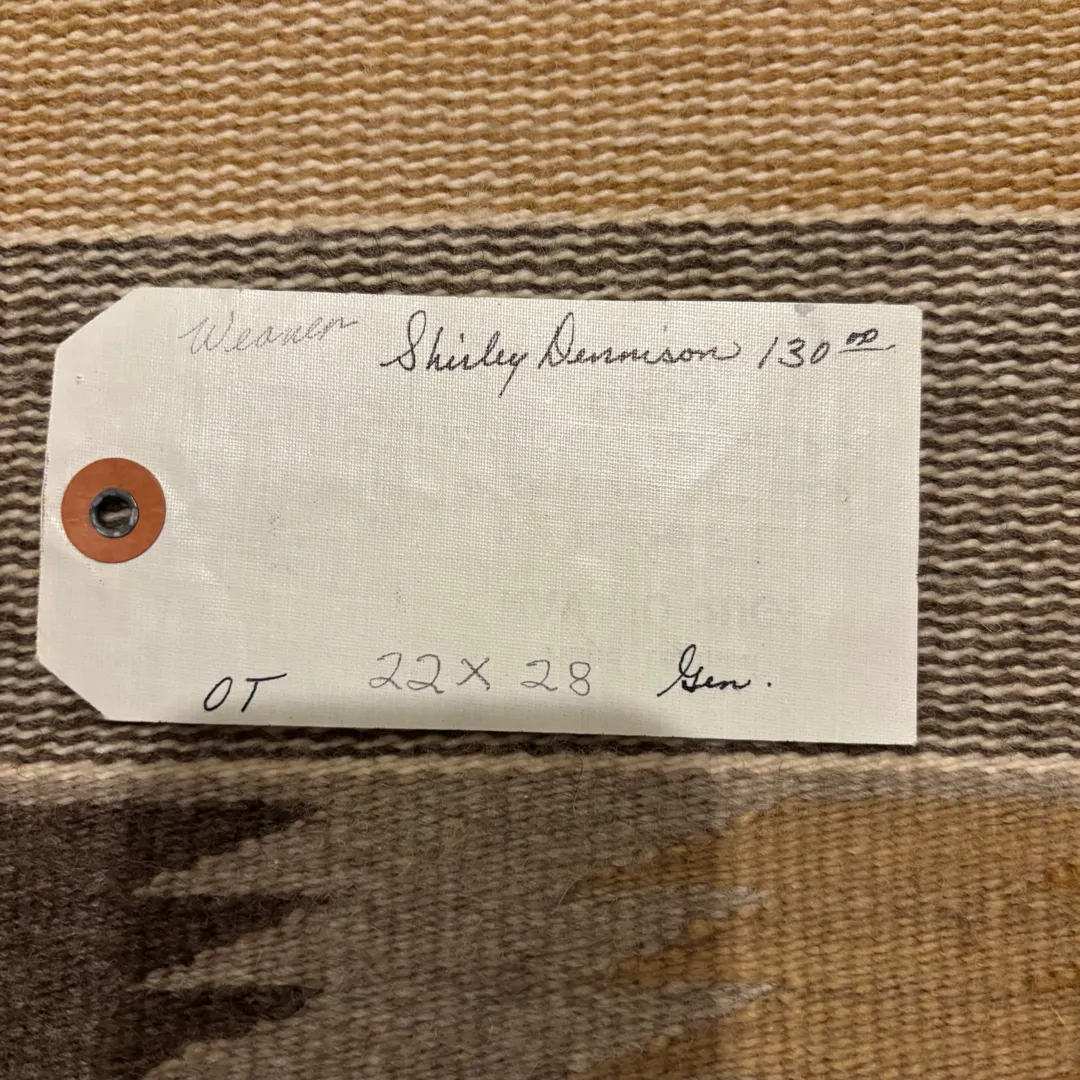 Weaver Shirley Dennison 130 00
OT 22 X 28 Gen.